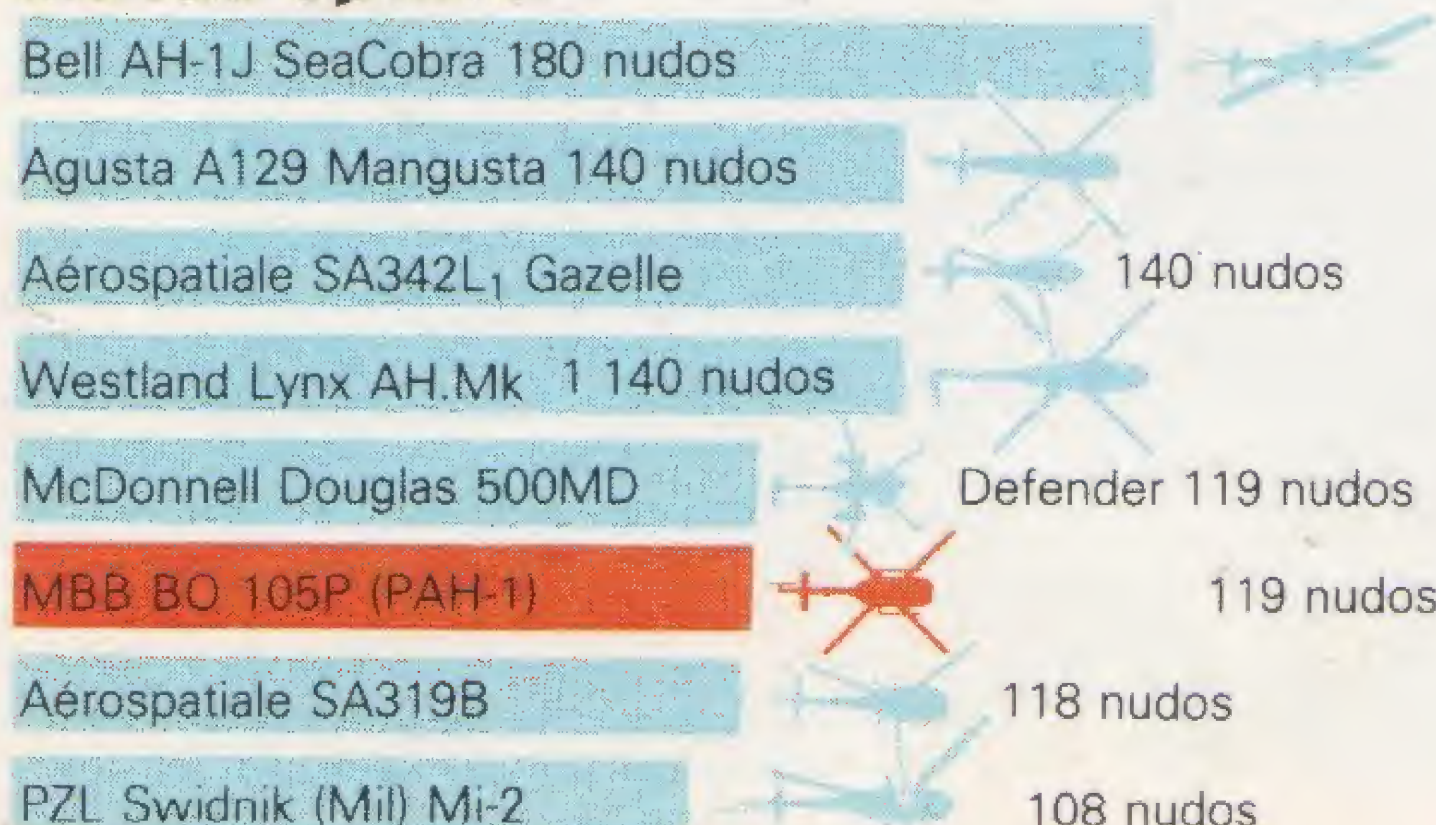 Bell AH-1J SeaCobra 180 nudos
Agusta A129 Mangusta 140 nudos
Aérospatiale SA342L₁ Gazelle 140 nudos
Westland Lynx AH.Mk 1 140 nudos
McDonnell Douglas 500MD Defender 119 nudos
MBB BO 105P (PAH-1) 119 nudos
Aérospatiale SA319B 118 nudos
PZL Swidnik (Mil) Mi-2 108 nudos